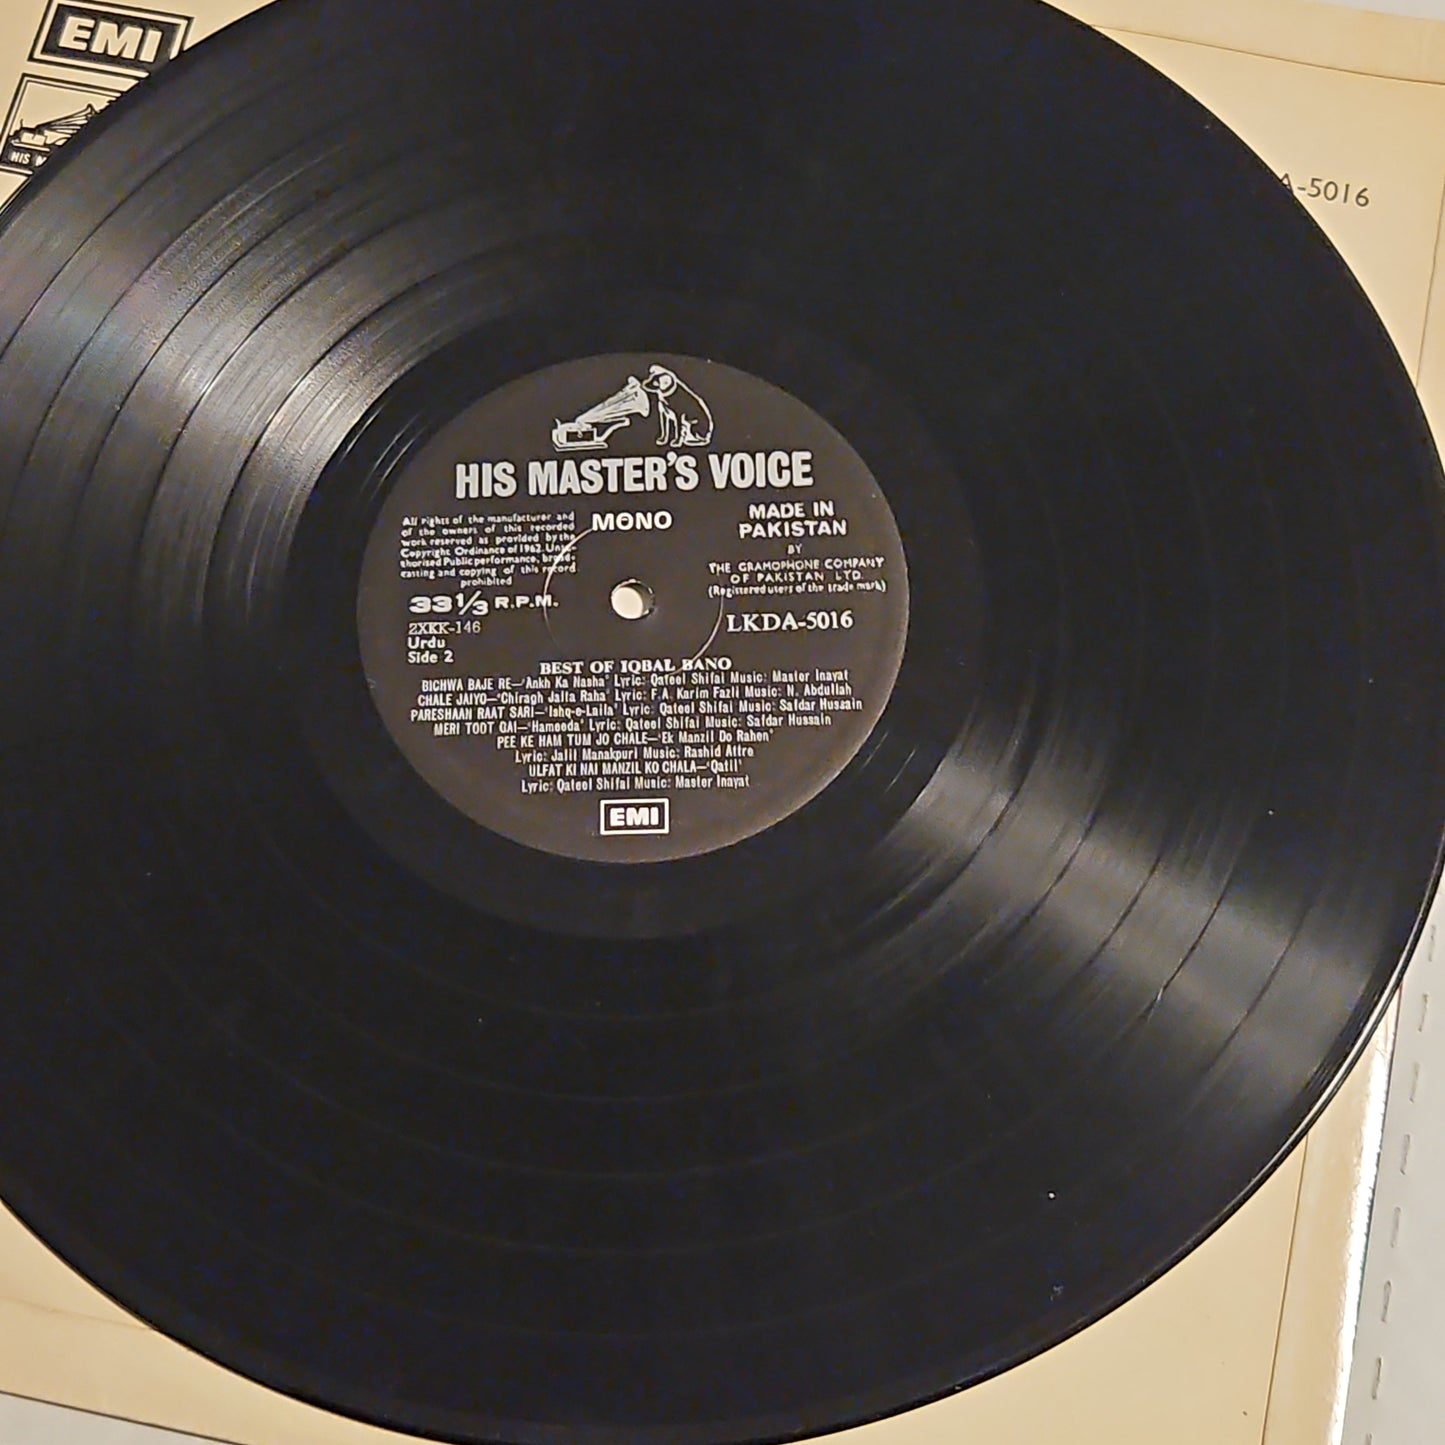 EMI
HIS M
A-5016
HIS MASTER'S VOICE
MONO
All rights of the manufacturer and
of the owners of this recorded
work reserved as provided by the
Copyright Ordinance of 1962. Unau-
thorised Public performance, broad-
casting and copying of this record
prohibited
MADE IN
PAKISTAN
BY
THE GRAMOPHONE COMPANY
OF PAKISTAN LTD.
(Registered users of the trade mark)
33 1/3 R.P.M.
2XKK-146
Urdu
Side 2
LKDA-5016
BEST OF IQBAL BANO
BICHWA BAJE RE—'Ankh Ka Nasha' Lyric: Qateel Shifai Music: Master Inayat
CHALE JAIYO—'Chiragh Jalta Raha' Lyric: F.A. Karim Fazli Music: N. Abdullah
PARESHAAN RAAT SARI—'Ishq-e-Laila' Lyric: Qateel Shifai Music: Safdar Hussain
MERI TOOT GAI—'Hameeda' Lyric: Qateel Shifai Music: Safdar Hussain
PEE KE HAM TUM JO CHALE—'Ek Manzil Do Rahen'
Lyric: Jalil Manakpuri Music: Rashid Attre
ULFAT KI NAI MANZIL KO CHALA—'Qatil'
Lyric: Qateel Shifai Music: Master Inayat
EMI